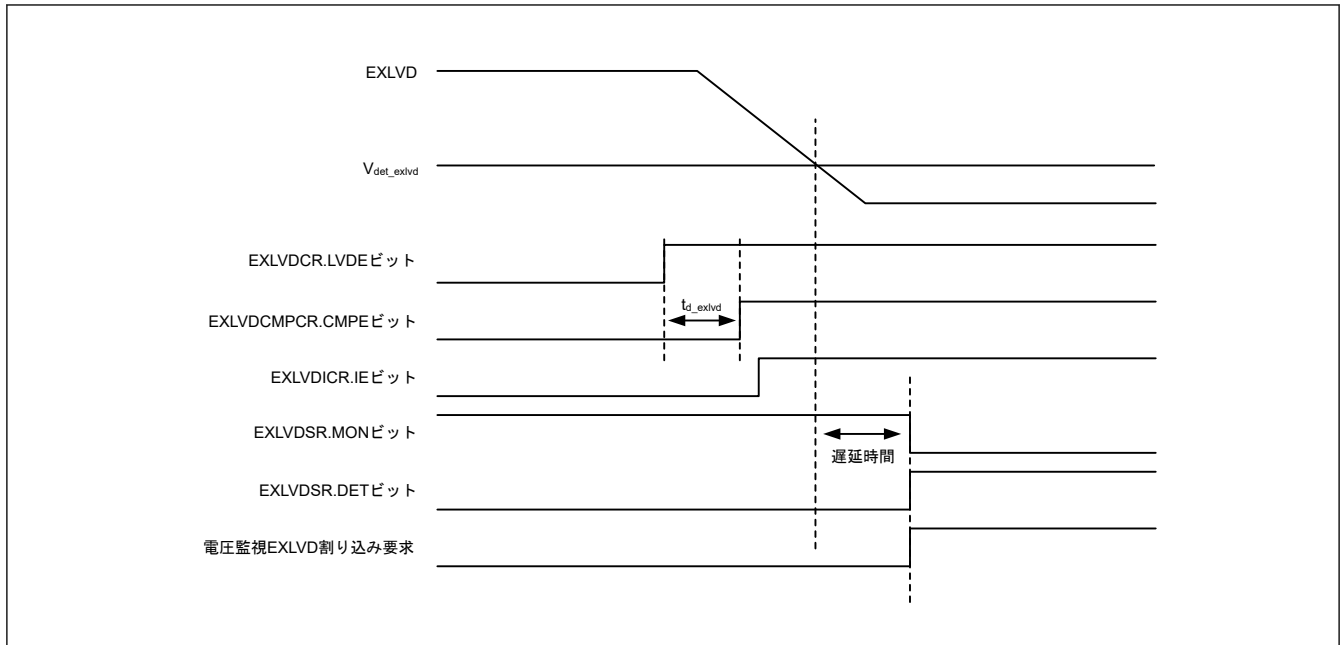 EXLVD
Vdet_exlvd
EXLVDCR.LVDEビット
td_exlvd
EXLVDCMPCR.CMPEビット
EXLVDICR.IEビット
EXLVDSR.MONビット
遅延時間
EXLVDSR.DETビット
電圧監視EXLVD割り込み要求